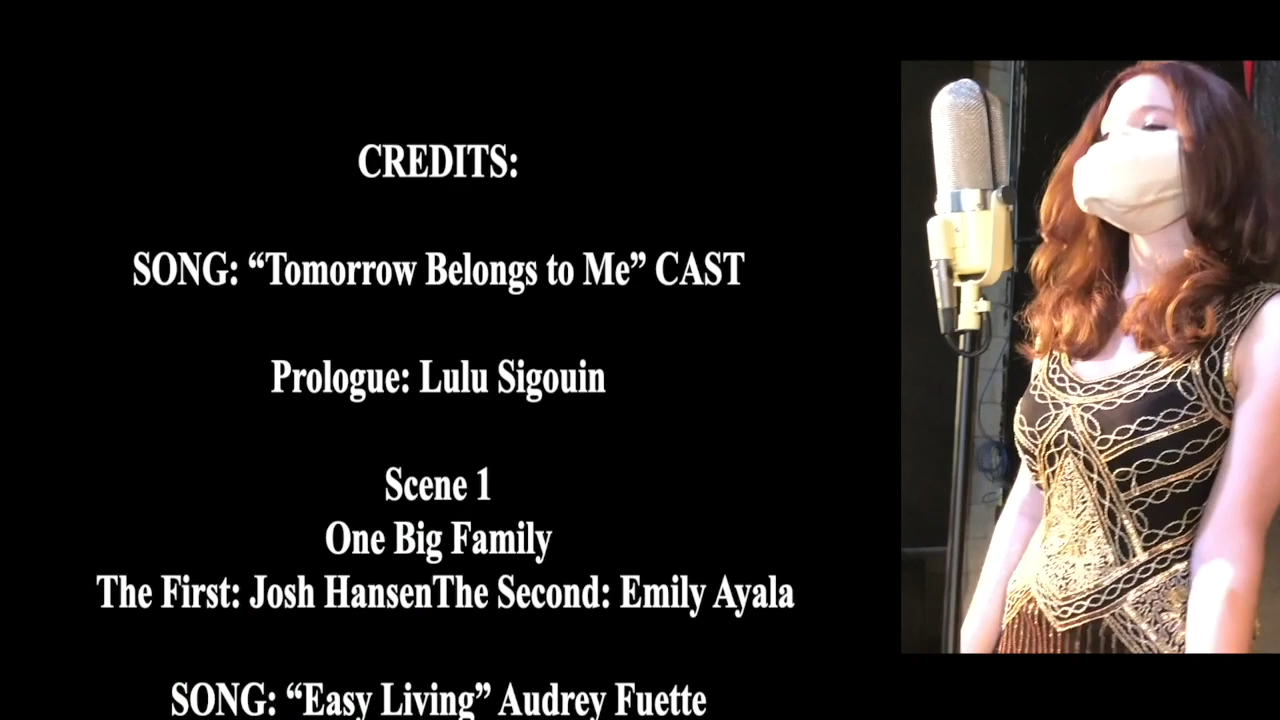 CREDITS:
SONG: “Tomorrow Belongs to Me” CAST
Prologue: Lulu Sigouin
Scene 1
One Big Family
The First: Josh HansenThe Second: Emily Ayala
SONG: “Easy Living” Audrey Fuette